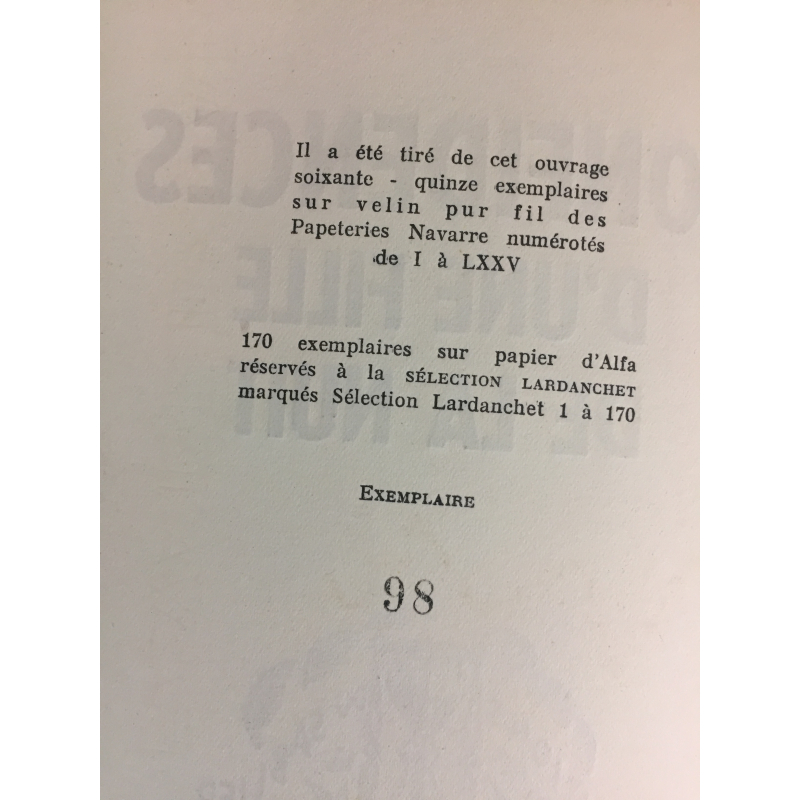 Il a été tiré de cet ouvrage
soixante - quinze exemplaires
sur velin pur fil des
Papeteries Navarre numérotés
de I à LXXV
170 exemplaires sur papier d'Alfa
réservés à la SÉLECTION LARDANCHET
marqués Sélection Lardanchet 1 à 170
EXEMPLAIRE
98